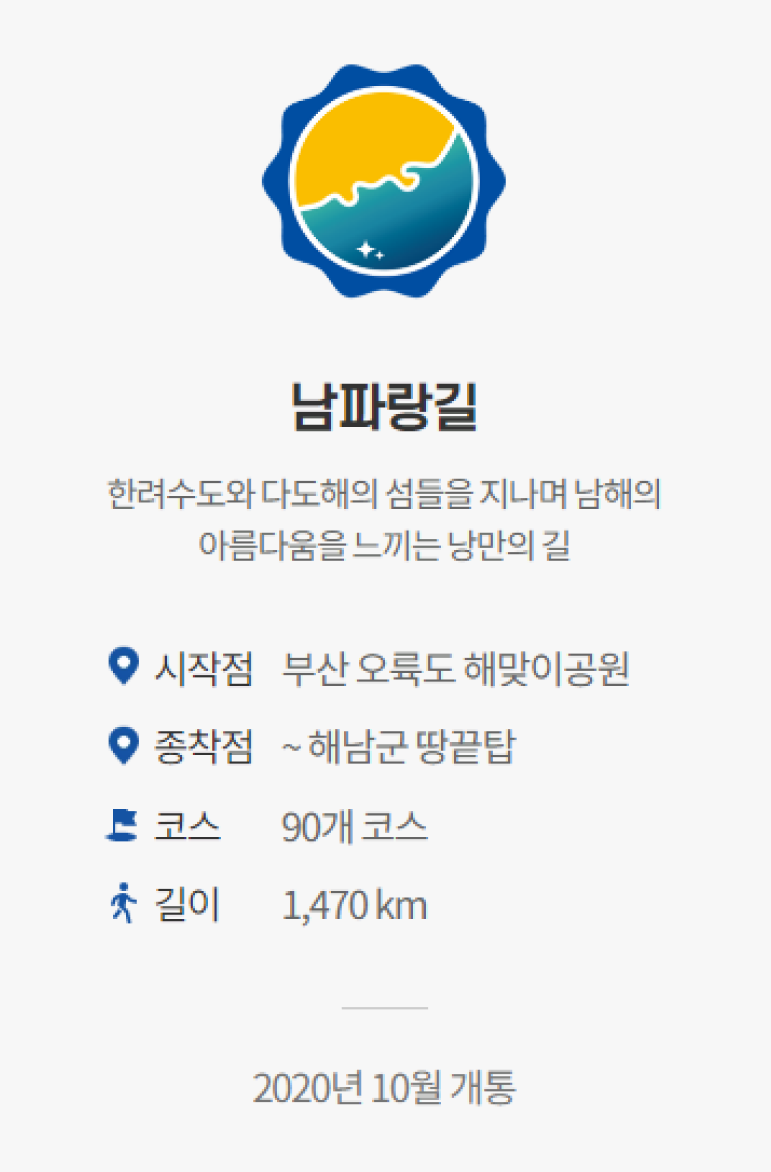 남파랑길
한려수도와 다도해의 섬들을 지나며 남해의
아름다움을 느끼는 낭만의 길
시작점 부산 오륙도 해맞이공원
종착점 ~ 해남군 땅끝탑
코스 90개 코스
길이 1,470 km
2020년 10월 개통